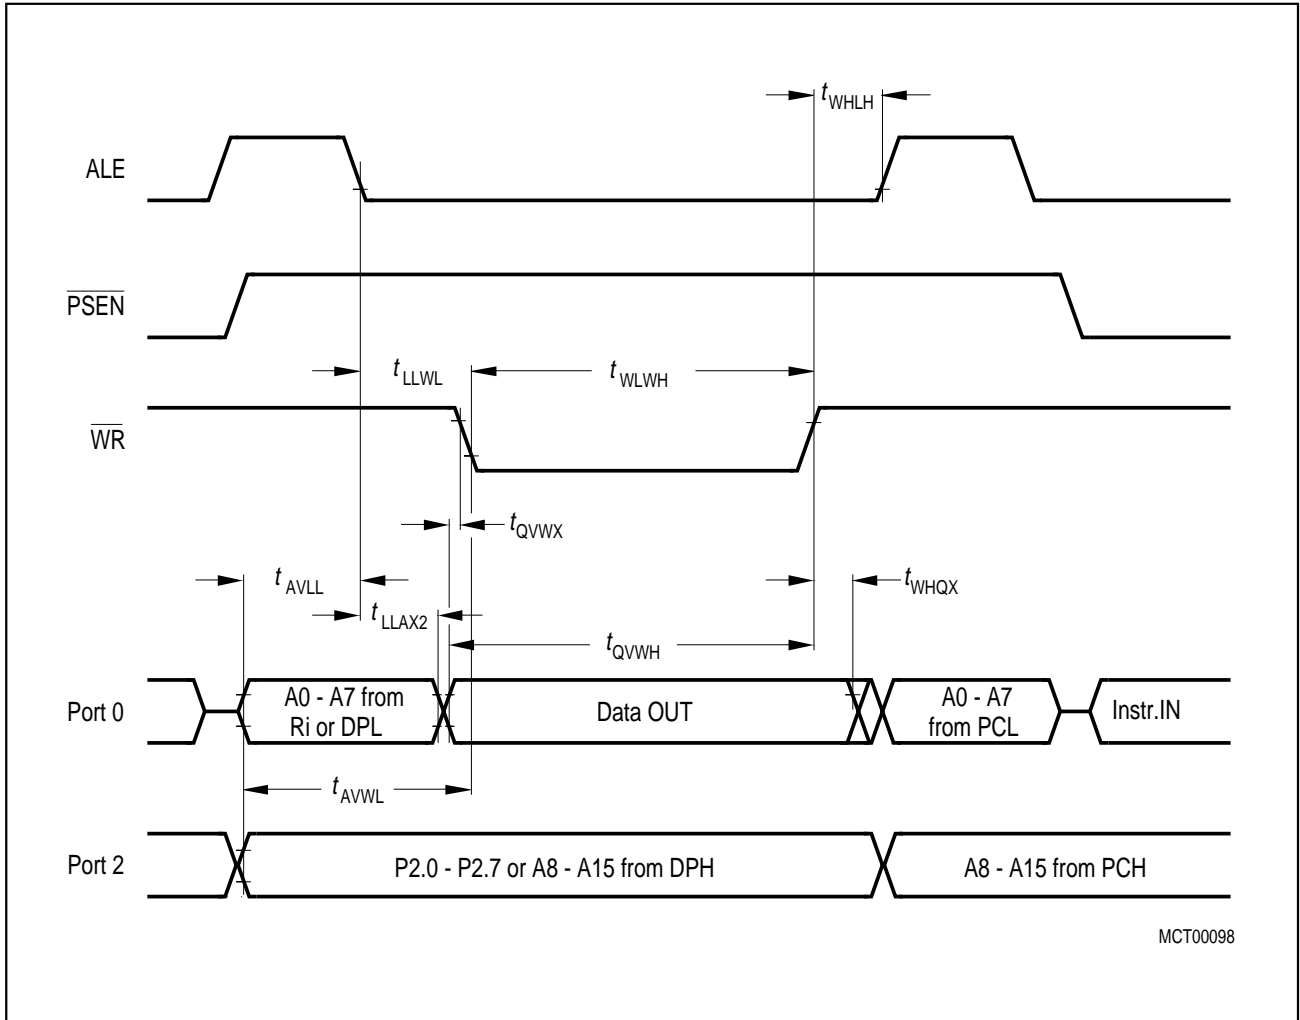 tWHLH
ALE
PSEN
tLLWL
tWLWH
WR
tQVWX
tAVLL
tWHQX
tLLAX2
tQVWH
Port 0
A0 - A7 from
Ri or DPL
Data OUT
A0 - A7
from PCL
Instr.IN
tAVWL
Port 2
P2.0 - P2.7 or A8 - A15 from DPH
A8 - A15 from PCH
MCT00098